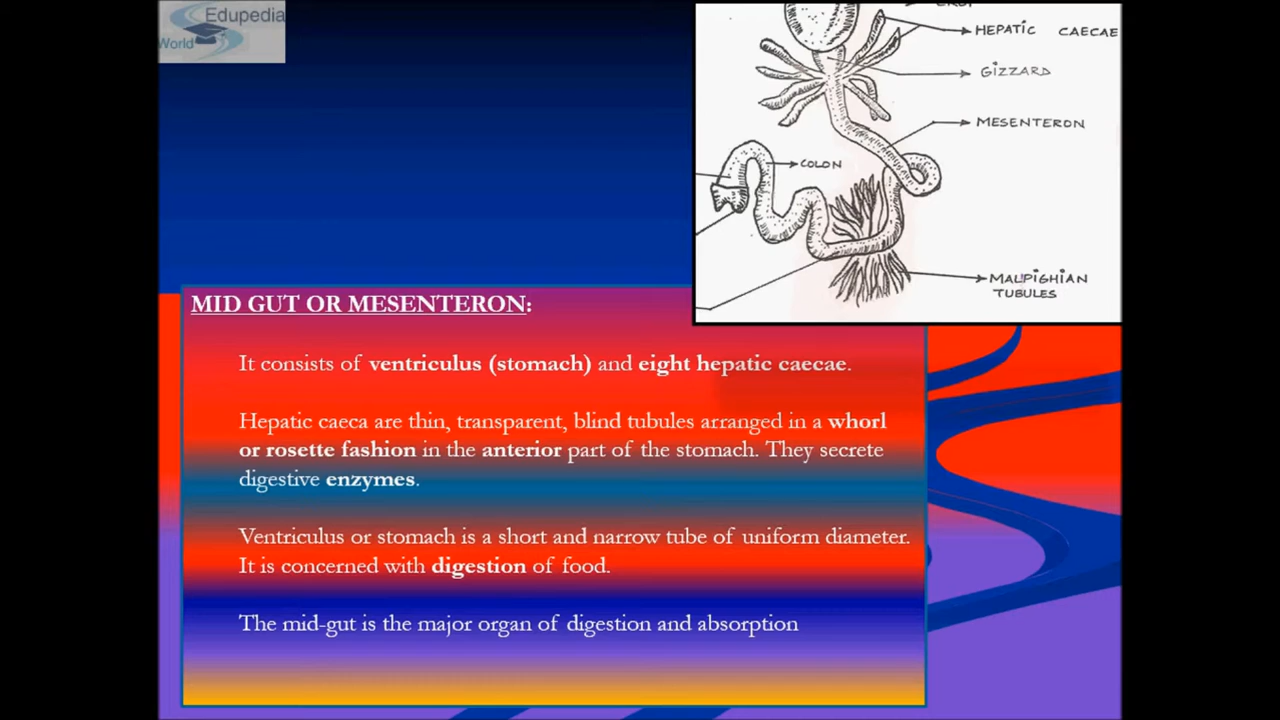 Edupedia
World
HEPATIC CAECAE
GIZZARD
MESENTERON
COLON
MALPIGHIAN
TUBULES
MID GUT OR MESENTERON:
It consists of ventriculus (stomach) and eight hepatic caecae.
Hepatic caeca are thin, transparent, blind tubules arranged in a whorl
or rosette fashion in the anterior part of the stomach. They secrete
digestive enzymes.
Ventriculus or stomach is a short and narrow tube of uniform diameter.
It is concerned with digestion of food.
The mid-gut is the major organ of digestion and absorption